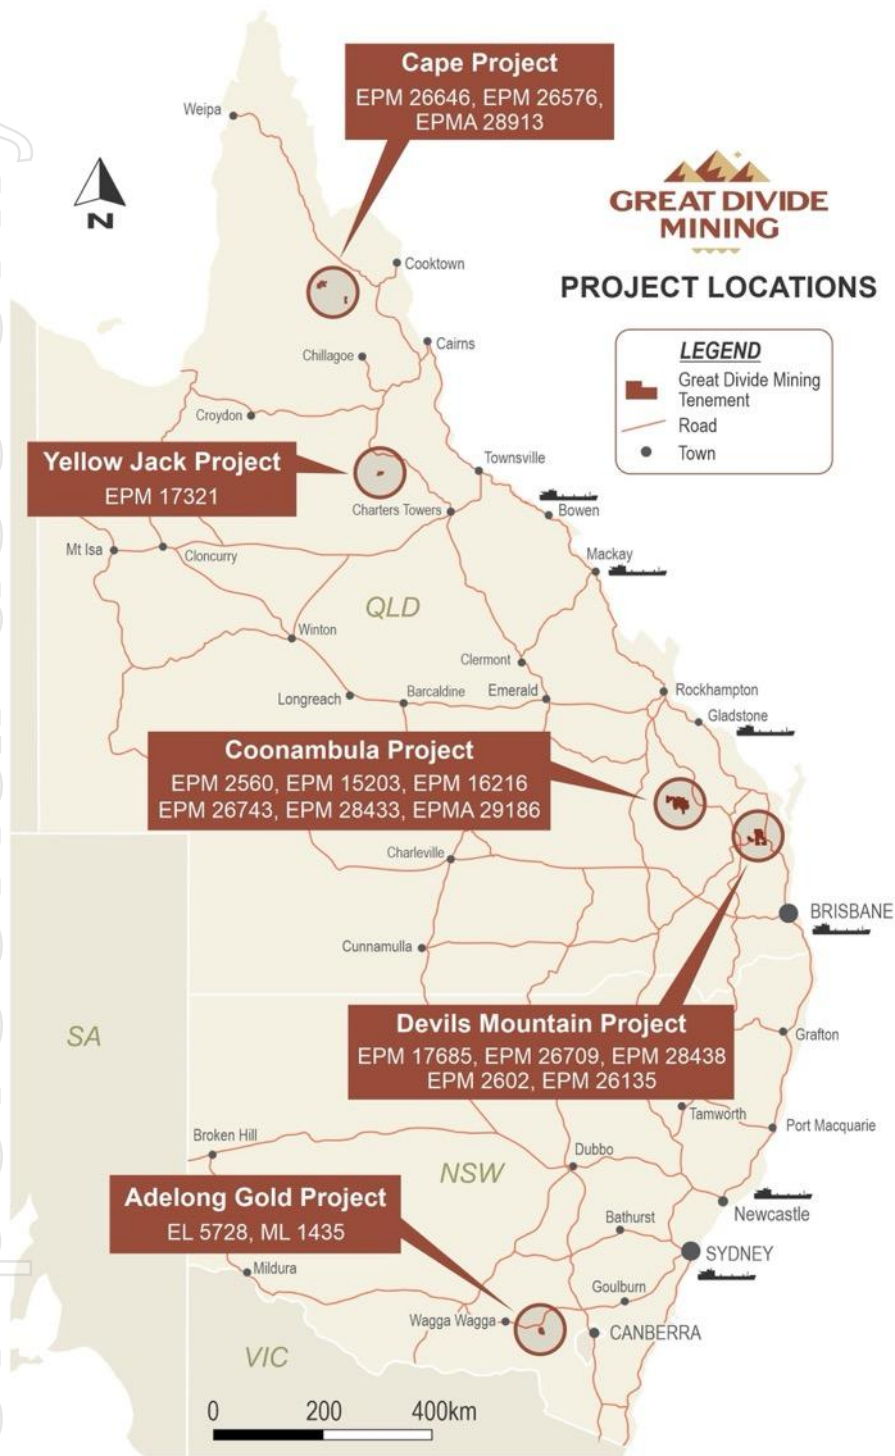 Cape Project
EPM 26646, EPM 26576,
EPMA 28913
Weipa
N
GREAT DIVIDE
MINING
PROJECT LOCATIONS
Cooktown
LEGEND
Great Divide Mining
Tenement
Road
Town
Cairns
Chillagoe
Croydon
Yellow Jack Project
EPM 17321
Townsville
Charters Towers
Bowen
Mt Isa
Cloncurry
Mackay
QLD
Winton
Clermont
Longreach
Barcaldine
Emerald
Rockhampton
Gladstone
Coonambula Project
EPM 2560, EPM 15203, EPM 16216
EPM 26743, EPM 28433, EPMA 29186
Charleville
BRISBANE
Cunnamulla
Devils Mountain Project
EPM 17685, EPM 26709, EPM 28438
EPM 2602, EPM 26135
SA
Grafton
Tamworth
Port Macquarie
Broken Hill
Dubbo
NSW
Adelong Gold Project
EL 5728, ML 1435
Newcastle
Bathurst
SYDNEY
Mildura
Goulburn
Wagga Wagga
CANBERRA
VIC
0 200 400km